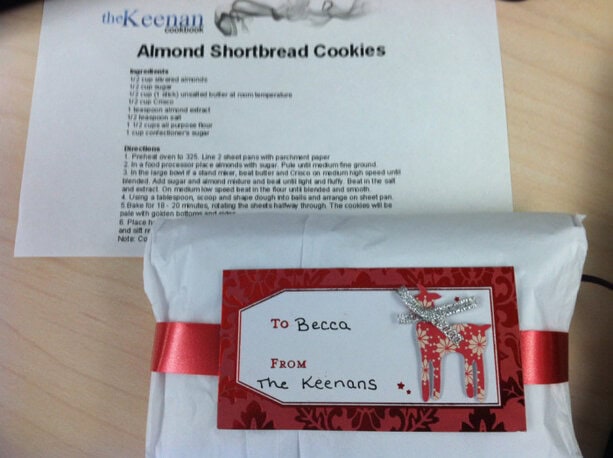 theKeenan
cookbook
Almond Shortbread Cookies
Ingredients
1/2 cup slivered almonds
1/2 cup sugar
1/2 cup (1 stick) unsalted butter at room temperature
1/2 cup Crisco
1 teaspoon almond extract
1/2 teaspoon salt
1 1/2 cups all purpose flour
1 cup confectioner's sugar
Directions
1. Preheat oven to 325. Line 2 sheet pans with parchment paper
2. In a food processor place almonds with sugar. Pulse until medium fine ground.
3. In the large bowl if a stand mixer, beat butter and Crisco on medium high speed until
blended. Add sugar and almond mixture and beat until light and fluffy. Beat in the salt
and extract. On medium low speed beat in the flour until blended and smooth.
4. Using a tablespoon, scoop and shape dough into balls and arrange on sheet pan.
5.Bake for 18 - 20 minutes, rotating the sheets halfway through. The cookies will be
pale with golden bottoms and
6. Place
and sift
Note:
TO Becca
FROM
The Keenans